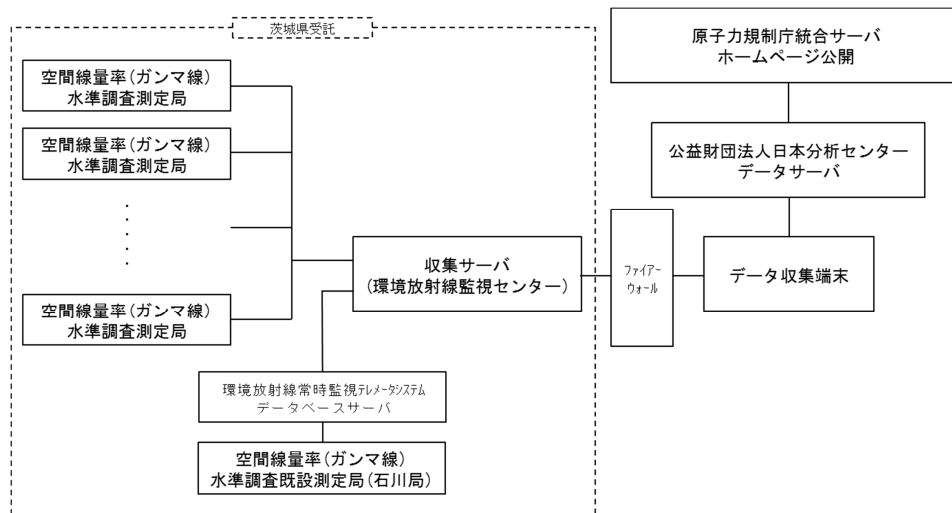 茨城県受託
空間線量率(ガンマ線)
水準調査測定局
空間線量率(ガンマ線)
水準調査測定局
空間線量率(ガンマ線)
水準調査測定局
収集サーバ
(環境放射線監視センター)
環境放射線常時監視ﾃﾚﾒｰﾀｼｽﾃﾑ
データベースサーバ
空間線量率(ガンマ線)
水準調査既設測定局(石川局)
ﾌｧｲｱｰ
ｳｫｰﾙ
原子力規制庁統合サーバ
ホームページ公開
公益財団法人日本分析センター
データサーバ
データ収集端末